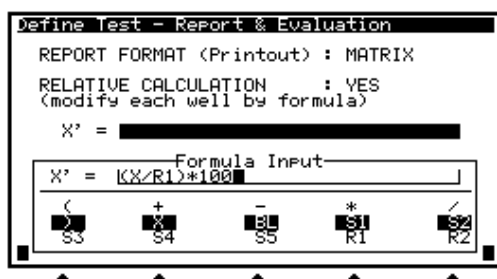 Define Test - Report & Evaluation
REPORT FORMAT (Printout) : MATRIX
RELATIVE CALCULATION : YES
(modify each well by formula)
X' =
Formula Input
X' = (X/R1)*100
( + - * /
) X BL S1 S2
S3 S4 S5 R1 R2